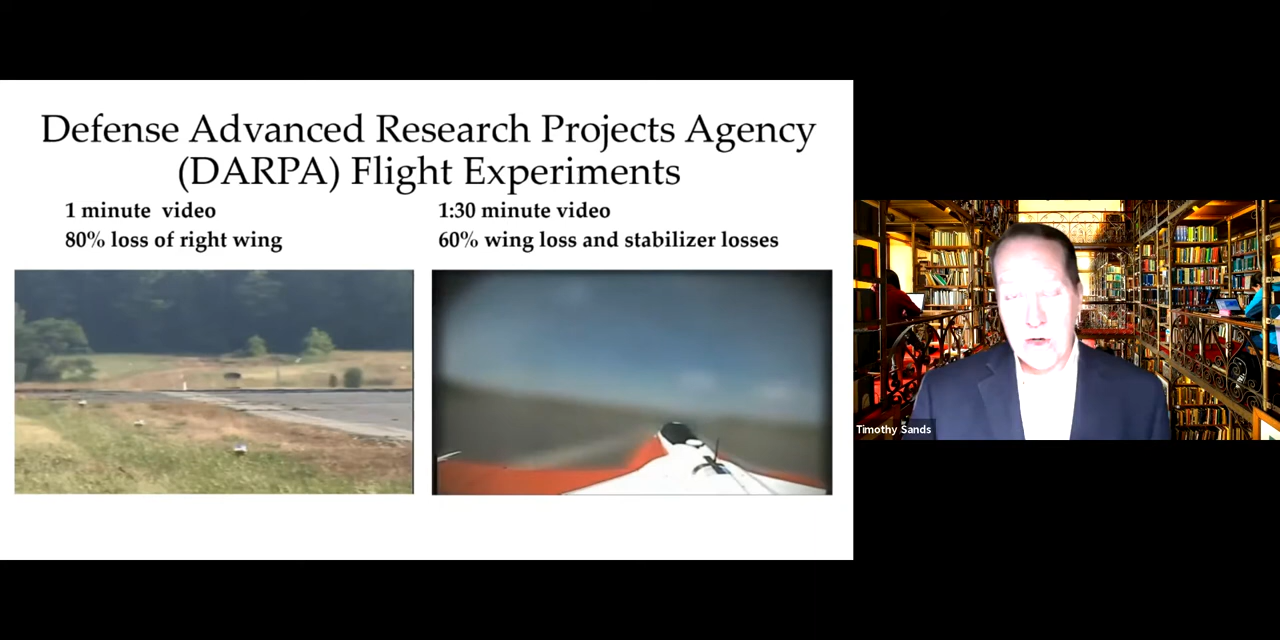 Defense Advanced Research Projects Agency
(DARPA) Flight Experiments
1 minute  video
80% loss of right wing
1:30 minute video
60% wing loss and stabilizer losses
Timothy Sands